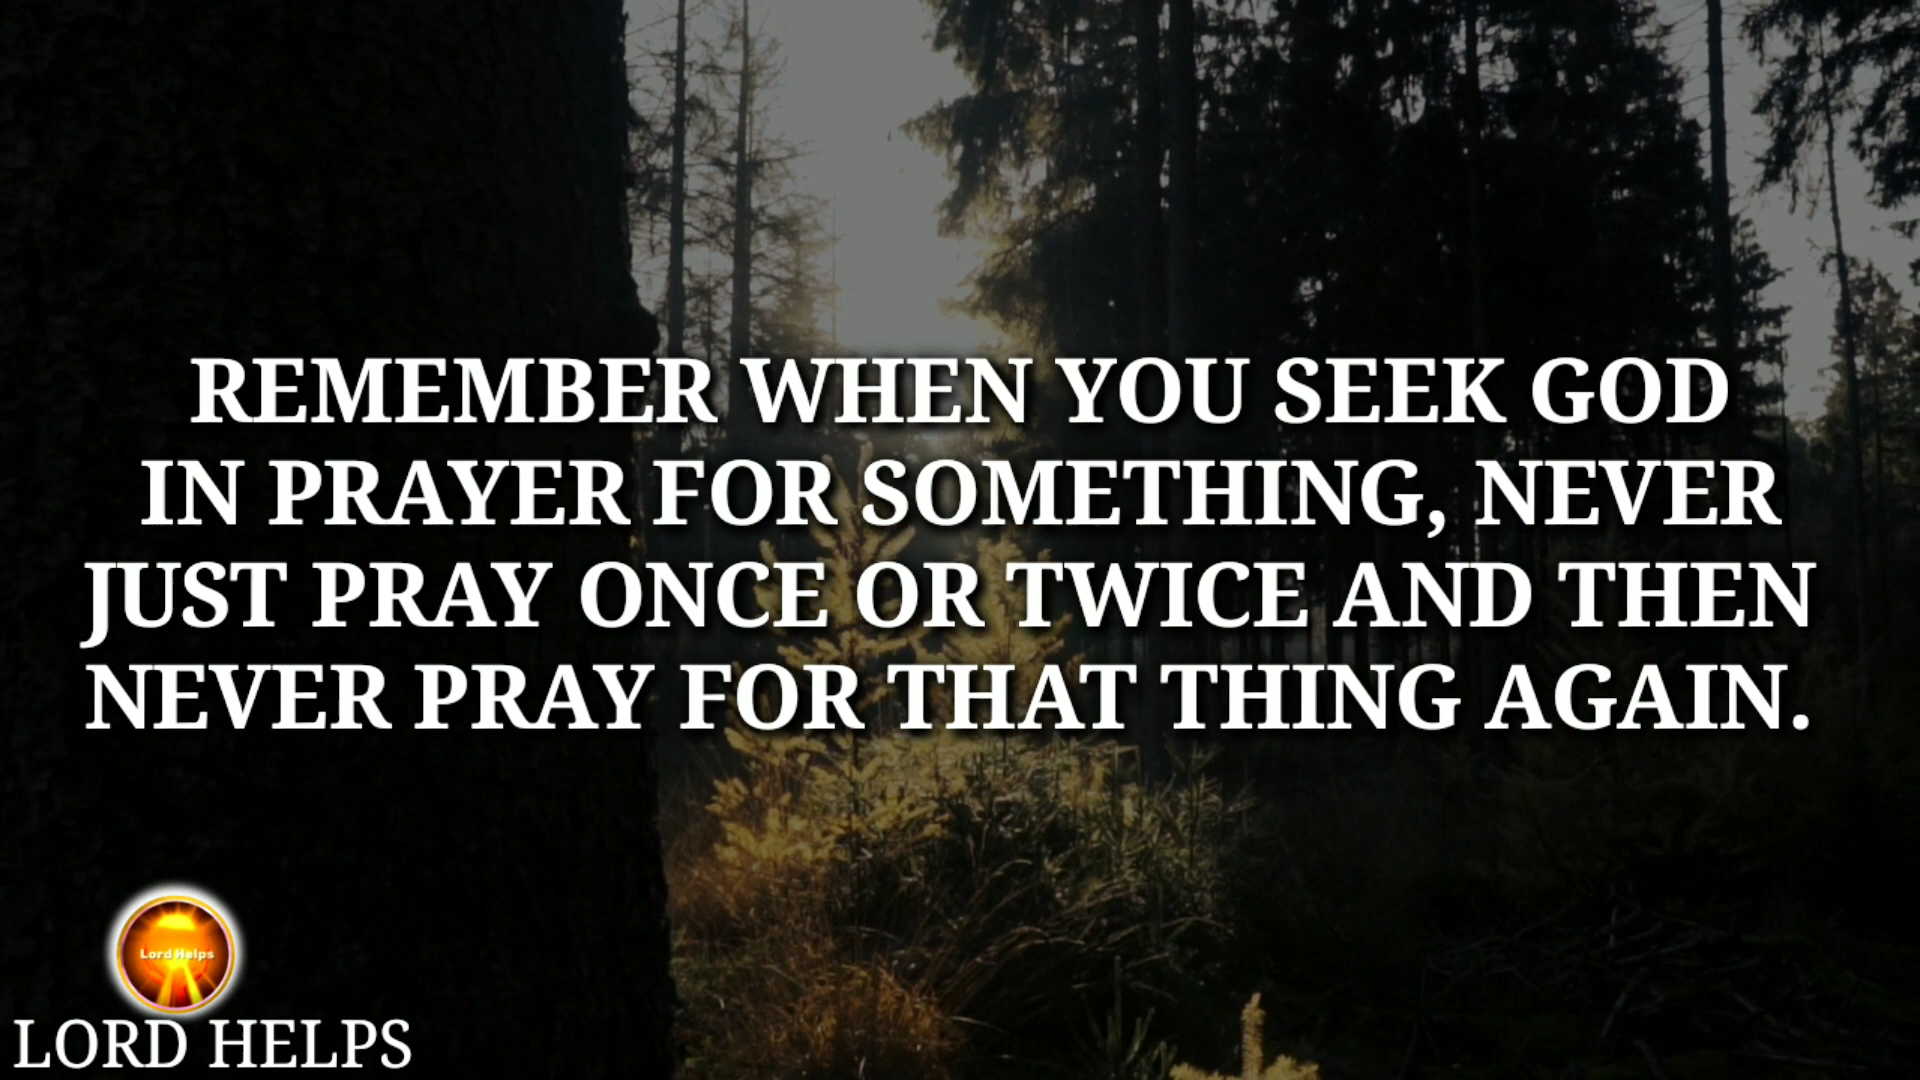 REMEMBER WHEN YOU SEEK GOD
IN PRAYER FOR SOMETHING, NEVER
JUST PRAY ONCE OR TWICE AND THEN
NEVER PRAY FOR THAT THING AGAIN.
Lord Helps
LORD HELPS